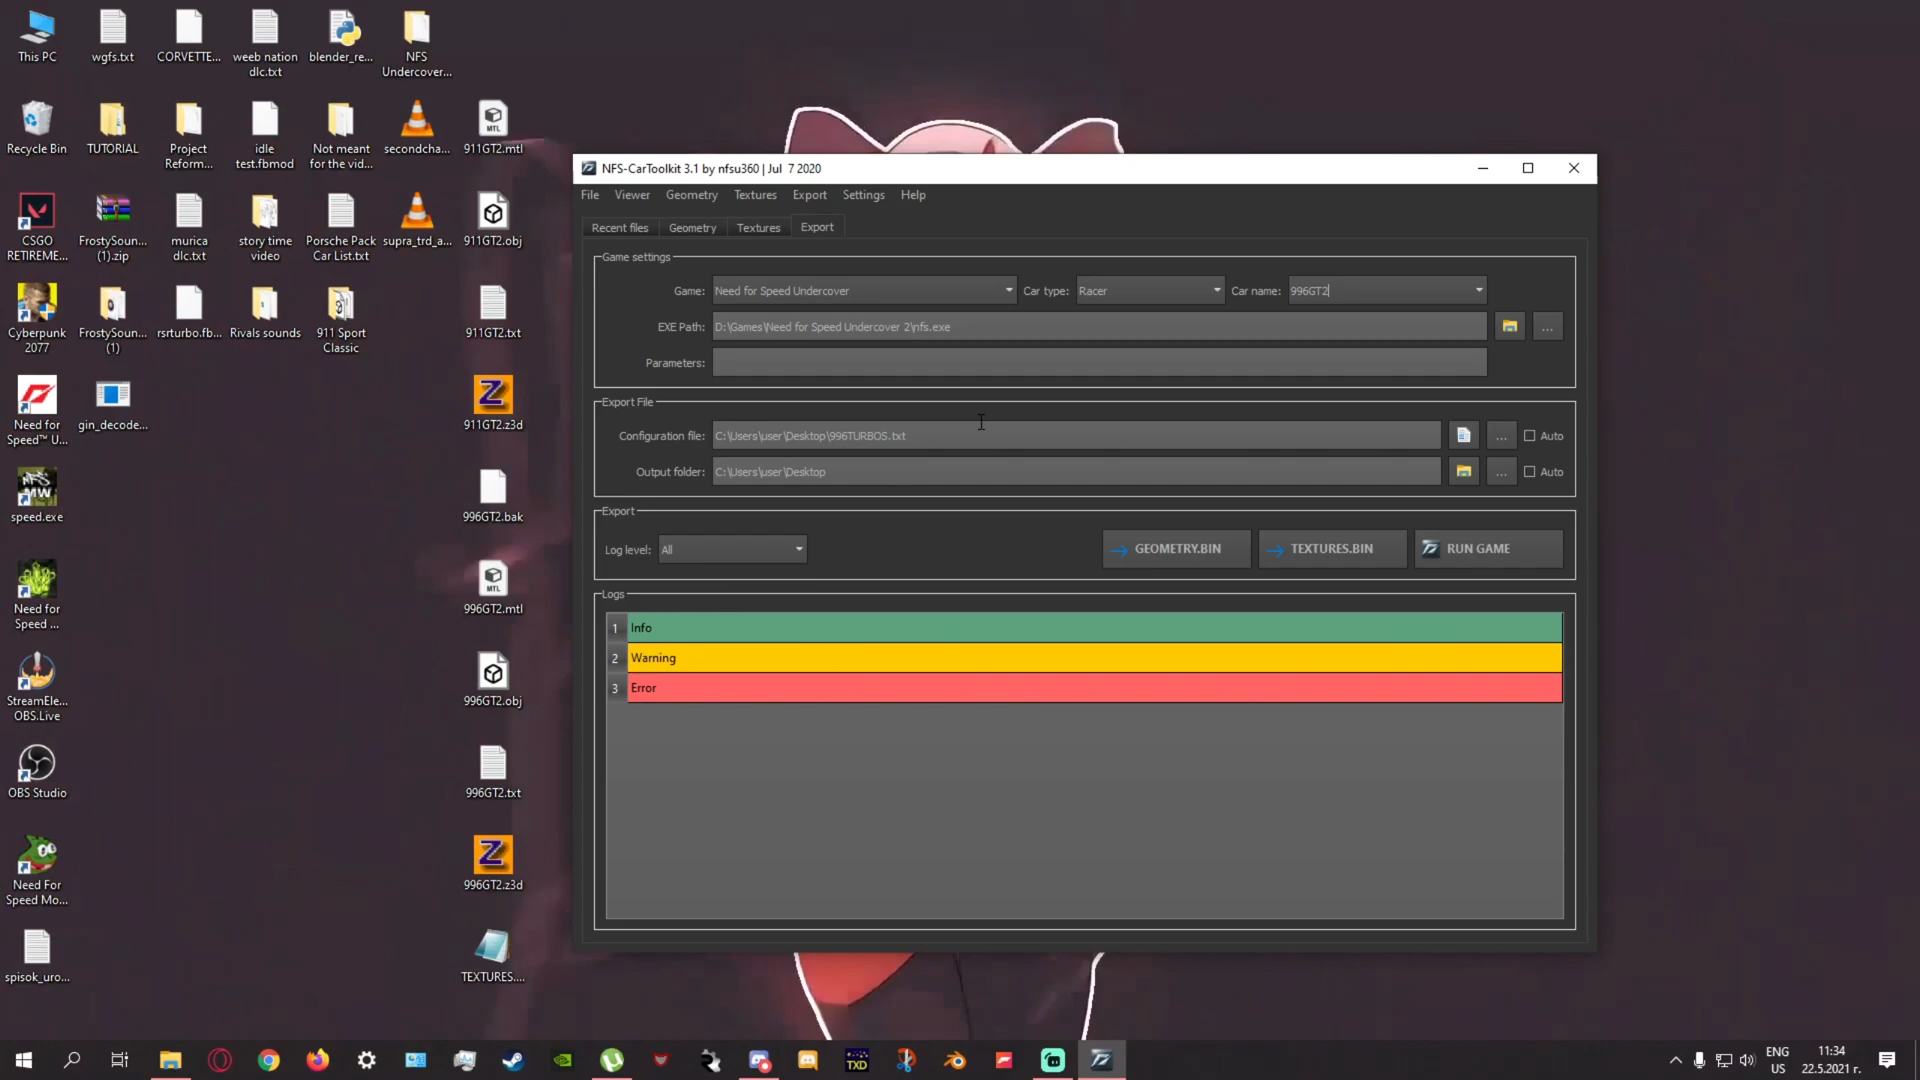 This PC
wgfs.txt
CORVETTE...
weeb nation
dlc.txt
blender_re...
NFS
Undercover...
Recycle Bin
TUTORIAL
Project
Reform...
idle
test.fbmod
Not meant
for the vid...
secondcha...
MTL
911GT2.mtl
CSGO
RETIREME...
FrostySoun...
(1).zip
murica
dlc.txt
story time
video
Porsche Pack
Car List.txt
supra_trd_a...
911GT2.obj
Cyberpunk
2077
FrostySoun...
(1)
rsrturbo.fb...
Rivals sounds
911 Sport
Classic
911GT2.txt
Need for
Speed™ U...
gin_decode...
911GT2.z3d
speed.exe
996GT2.bak
Need for
Speed ...
MTL
996GT2.mtl
StreamEle...
OBS.Live
996GT2.obj
OBS Studio
996GT2.txt
Need For
Speed Mo...
996GT2.z3d
spisok_uro...
TEXTURES....
NFS-CarToolkit 3.1 by nfsu360 | Jul 7 2020
File Viewer Geometry Textures Export Settings Help
Recent files Geometry Textures Export
Game settings
Game: Need for Speed Undercover Car type: Racer Car name: 996GT2
EXE Path: D:\Games\Need for Speed Undercover 2\nfs.exe ...
Parameters:
Export File
Configuration file: C:\Users\user\Desktop\996TURBOS.txt ... Auto
Output folder: C:\Users\user\Desktop ... Auto
Export
Log level: All GEOMETRY.BIN TEXTURES.BIN RUN GAME
Logs
1 Info
2 Warning
3 Error
TXD
ENG
US
11:34
22.5.2021 г.